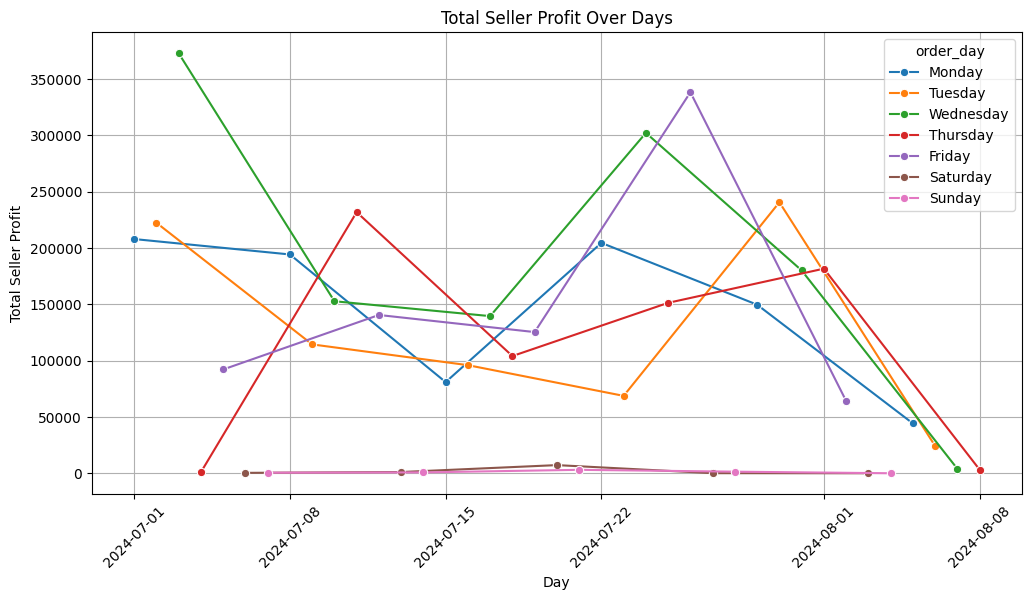 Total Seller Profit Over Days
Total Seller Profit
350000
300000
250000
200000
150000
100000
50000
0
order_day
Monday
Tuesday
Wednesday
Thursday
Friday
Saturday
Sunday
2024-07-01
2024-07-08
2024-07-15
2024-07-22
2024-08-01
2024-08-08
Day